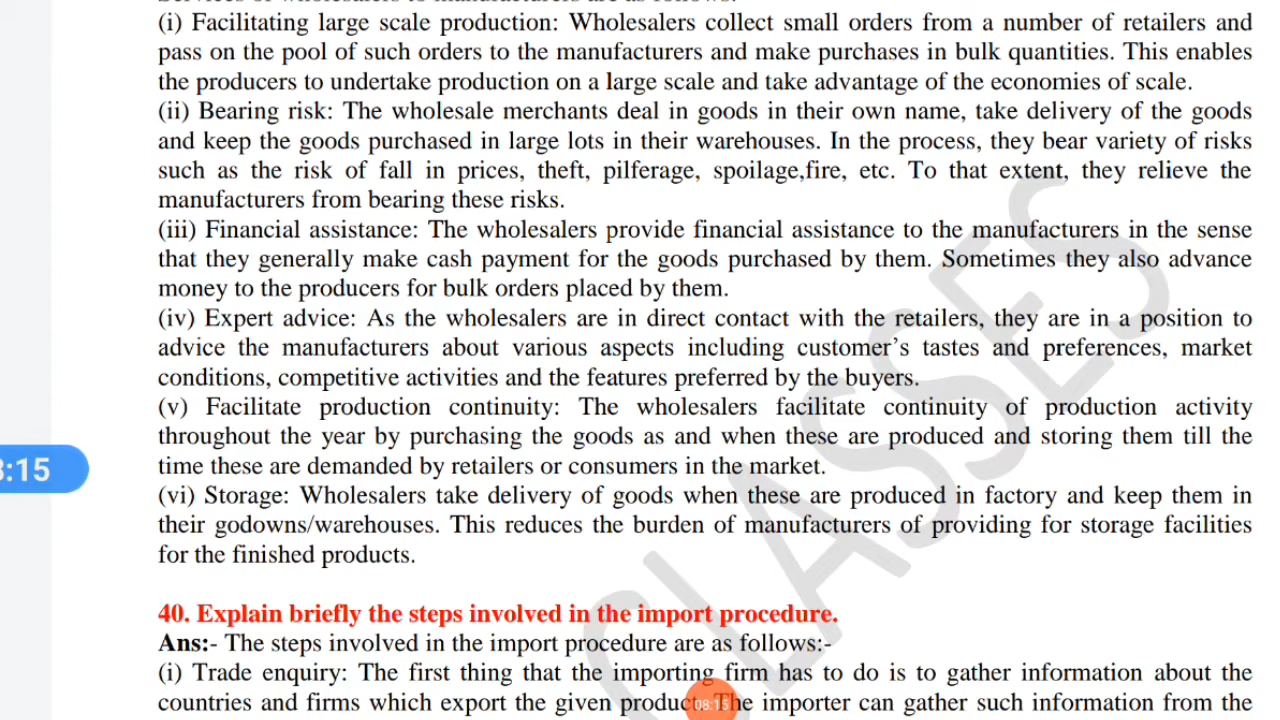 (i) Facilitating large scale production: Wholesalers collect small orders from a number of retailers and
pass on the pool of such orders to the manufacturers and make purchases in bulk quantities. This enables
the producers to undertake production on a large scale and take advantage of the economies of scale.
(ii) Bearing risk: The wholesale merchants deal in goods in their own name, take delivery of the goods
and keep the goods purchased in large lots in their warehouses. In the process, they bear variety of risks
such as the risk of fall in prices, theft, pilferage, spoilage,fire, etc. To that extent, they relieve the
manufacturers from bearing these risks.
(iii) Financial assistance: The wholesalers provide financial assistance to the manufacturers in the sense
that they generally make cash payment for the goods purchased by them. Sometimes they also advance
money to the producers for bulk orders placed by them.
(iv) Expert advice: As the wholesalers are in direct contact with the retailers, they are in a position to
advice the manufacturers about various aspects including customer’s tastes and preferences, market
conditions, competitive activities and the features preferred by the buyers.
(v) Facilitate production continuity: The wholesalers facilitate continuity of production activity
throughout the year by purchasing the goods as and when these are produced and storing them till the
time these are demanded by retailers or consumers in the market.
:15
(vi) Storage: Wholesalers take delivery of goods when these are produced in factory and keep them in
their godowns/warehouses. This reduces the burden of manufacturers of providing for storage facilities
for the finished products.
CLASSES
40. Explain briefly the steps involved in the import procedure.
Ans:- The steps involved in the import procedure are as follows:-
(i) Trade enquiry: The first thing that the importing firm has to do is to gather information about the
countries and firms which export the given product. The importer can gather such information from the
08:15